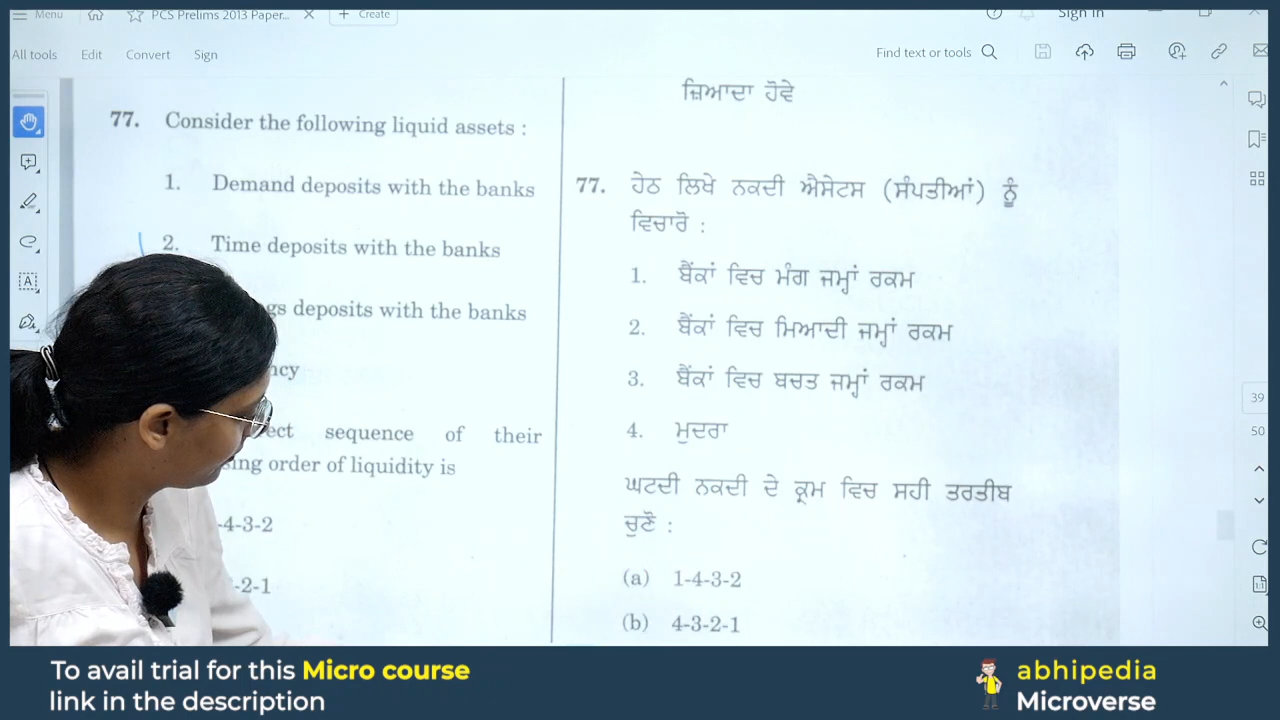 Menu
PCS Prelims 2013 Paper...
+ Create
Sign In
All tools Edit Convert Sign
Find text or tools
77. Consider the following liquid assets :
1. Demand deposits with the banks
2. Time deposits with the banks
deposits with the banks
sequence of their
order of liquidity is
-4-3-2
-2-1
ਜ਼ਿਆਦਾ ਹੋਵੇ
77. ਹੇਠ ਲਿਖੇ ਨਕਦੀ ਐਸੇਟਸ (ਸੰਪਤੀਆਂ) ਨੂੰ
ਵਿਚਾਰੋ :
1. ਬੈਂਕਾਂ ਵਿਚ ਮੰਗ ਜਮ੍ਹਾਂ ਰਕਮ
2. ਬੈਂਕਾਂ ਵਿਚ ਮਿਆਦੀ ਜਮ੍ਹਾਂ ਰਕਮ
3. ਬੈਂਕਾਂ ਵਿਚ ਬਚਤ ਜਮ੍ਹਾਂ ਰਕਮ
4. ਮੁਦਰਾ
ਘਟਦੀ ਨਕਦੀ ਦੇ ਕ੍ਰਮ ਵਿਚ ਸਹੀ ਤਰਤੀਬ
ਚੁਣੋ :
(a) 1-4-3-2
(b) 4-3-2-1
39
50
To avail trial for this Micro course
link in the description
abhipedia
Microverse